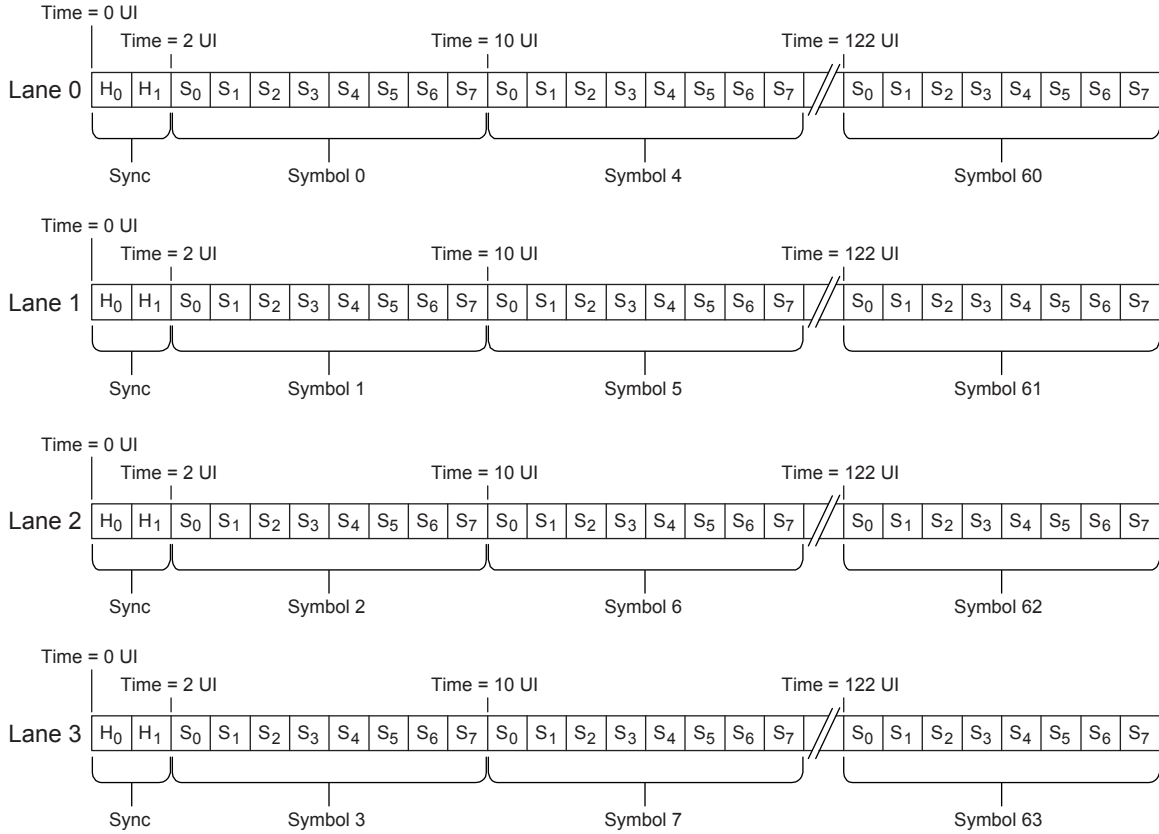 Time = 0 UI
Time = 2 UI Time = 10 UI Time = 122 UI
Lane 0 H0 H1 S0 S1 S2 S3 S4 S5 S6 S7 S0 S1 S2 S3 S4 S5 S6 S7 S0 S1 S2 S3 S4 S5 S6 S7
Sync Symbol 0 Symbol 4 Symbol 60
Time = 0 UI
Time = 2 UI Time = 10 UI Time = 122 UI
Lane 1 H0 H1 S0 S1 S2 S3 S4 S5 S6 S7 S0 S1 S2 S3 S4 S5 S6 S7 S0 S1 S2 S3 S4 S5 S6 S7
Sync Symbol 1 Symbol 5 Symbol 61
Time = 0 UI
Time = 2 UI Time = 10 UI Time = 122 UI
Lane 2 H0 H1 S0 S1 S2 S3 S4 S5 S6 S7 S0 S1 S2 S3 S4 S5 S6 S7 S0 S1 S2 S3 S4 S5 S6 S7
Sync Symbol 2 Symbol 6 Symbol 62
Time = 0 UI
Time = 2 UI Time = 10 UI Time = 122 UI
Lane 3 H0 H1 S0 S1 S2 S3 S4 S5 S6 S7 S0 S1 S2 S3 S4 S5 S6 S7 S0 S1 S2 S3 S4 S5 S6 S7
Sync Symbol 3 Symbol 7 Symbol 63